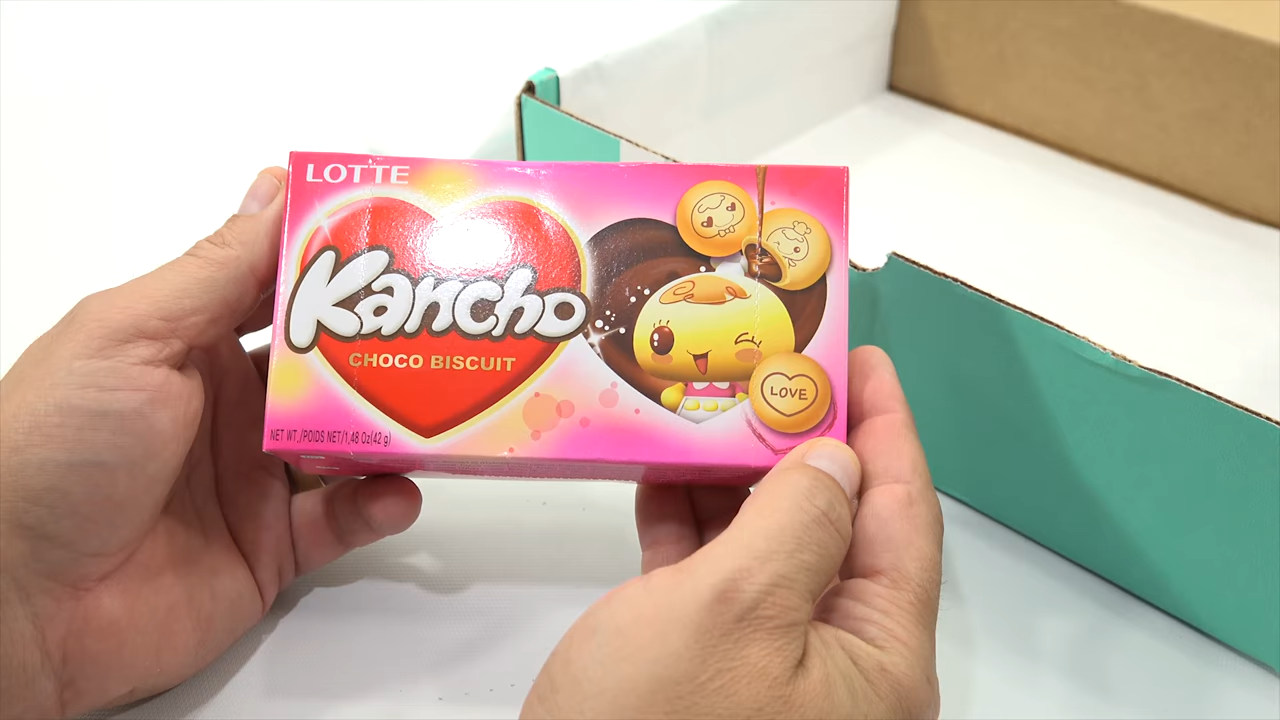 LOTTE
Kancho
CHOCO BISCUIT
LOVE
NET WT./POIDS NET/1,48 Oz(42 g)